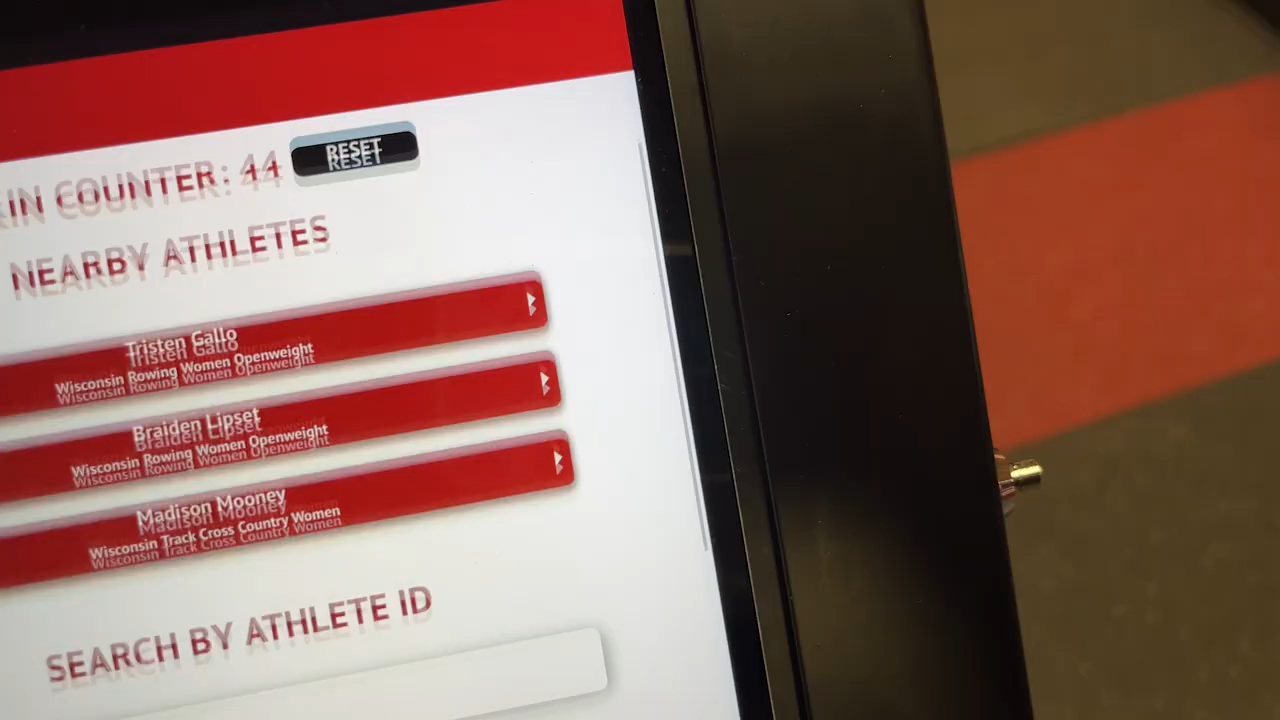 IN COUNTER: 44
RESET
NEARBY ATHLETES
Tristen Gallo
Wisconsin Rowing Women Openweight
Braiden Lipset
Wisconsin Rowing Women Openweight
Madison Mooney
Wisconsin Track Cross Country Women
SEARCH BY ATHLETE ID